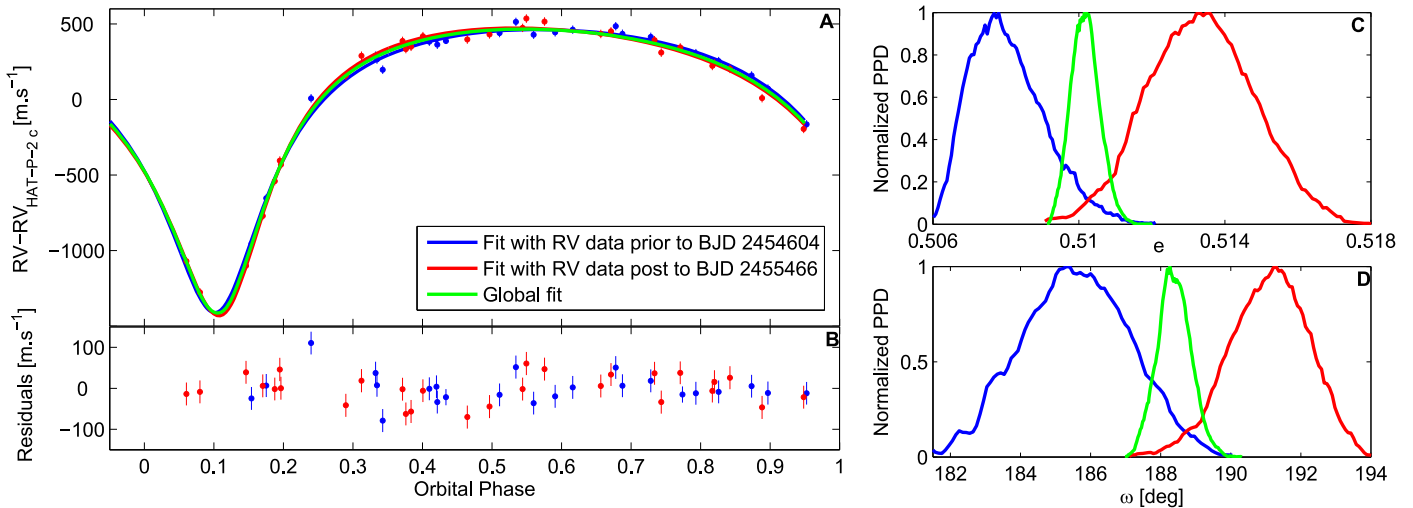 A
RV−RV HAT−P−2 c [m.s−1]
500
0
−500
−1000
Fit with RV data prior to BJD 2454604
Fit with RV data post to BJD 2455466
Global fit
B
Residuals [m.s−1]
100
0
−100
0 0.1 0.2 0.3 0.4 0.5 0.6 0.7 0.8 0.9 1
Orbital Phase
C
Normalized PPD
1
0.8
0.6
0.4
0.2
0
0.506 0.51 0.514 0.518
e
D
Normalized PPD
1
0.5
0
182 184 186 188 190 192 194
ω [deg]